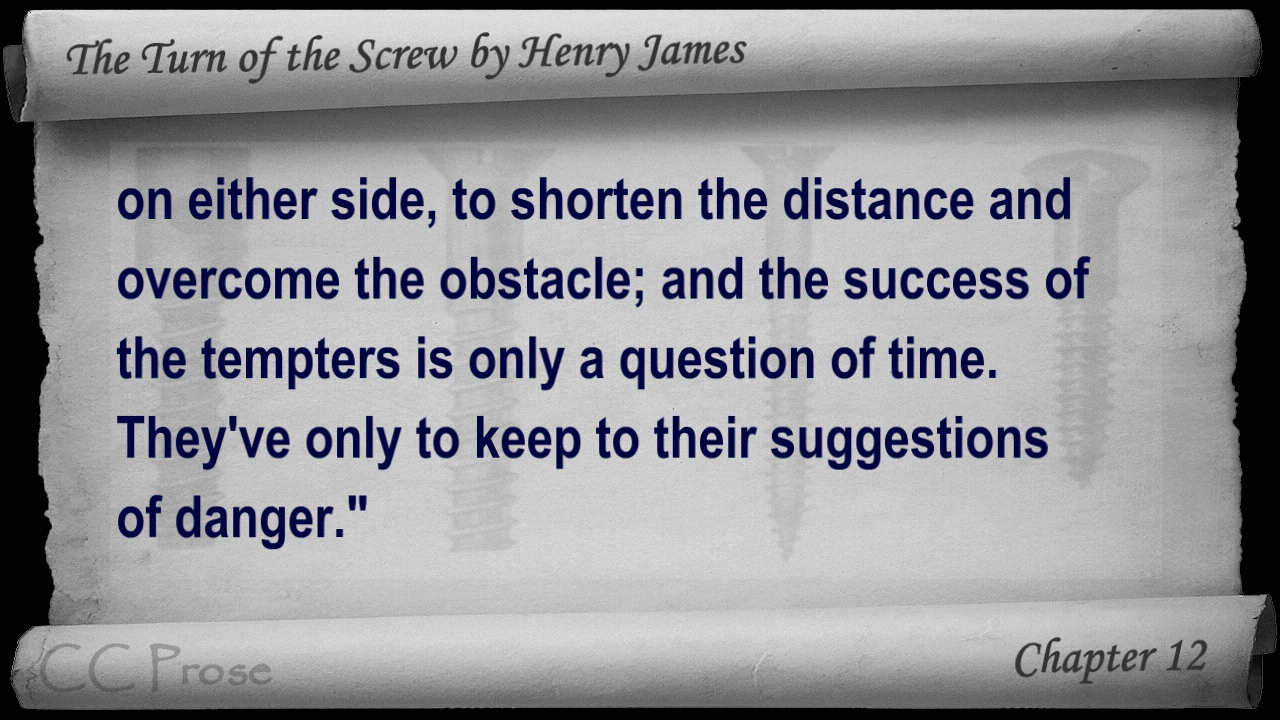 The Turn of the Screw by Henry James
on either side, to shorten the distance and
overcome the obstacle; and the success of
the tempters is only a question of time.
They've only to keep to their suggestions
of danger."
CC Prose
Chapter 12